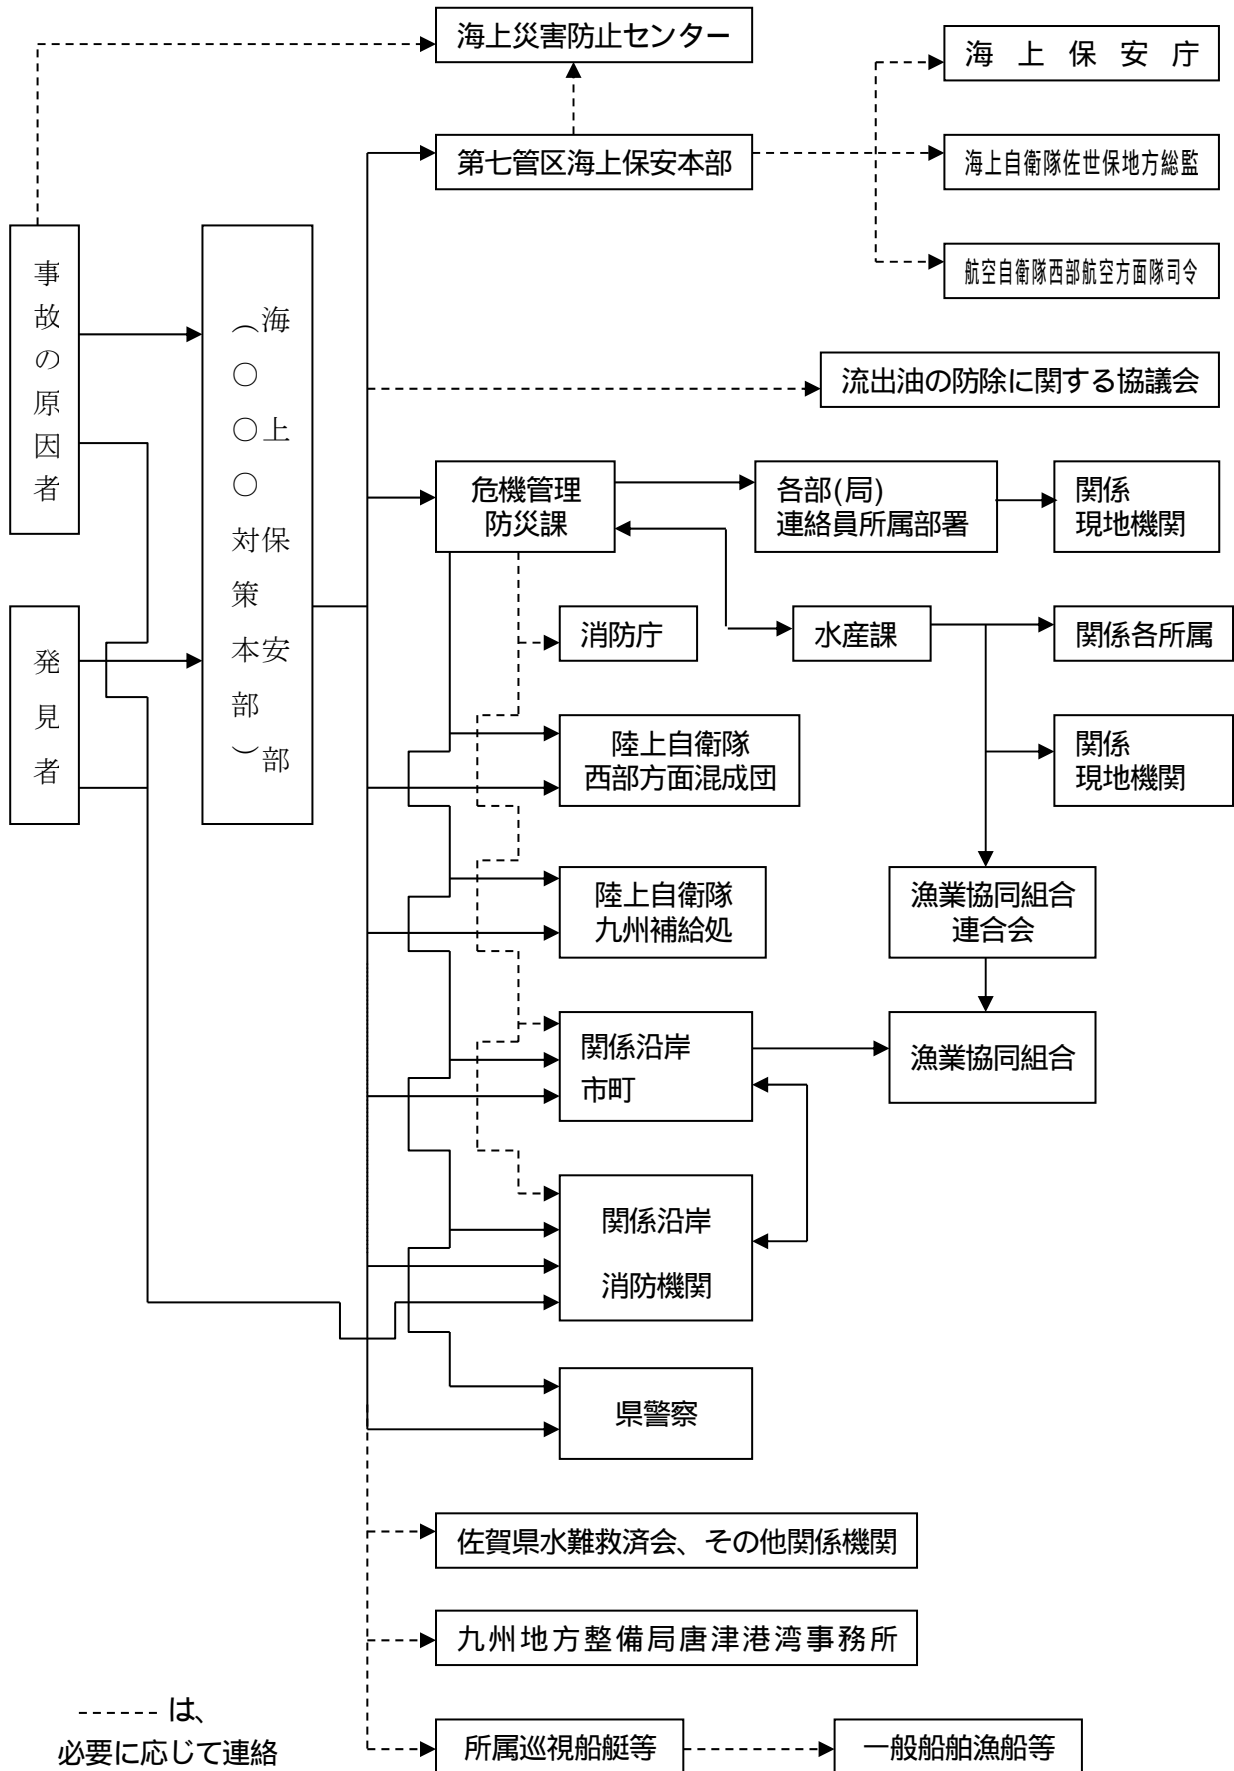 海上災害防止センター
海上保安庁
第七管区海上保安本部
海上自衛隊佐世保地方総監
航空自衛隊西部航空方面隊司令
事故の原因者
海上保安部
（〇〇〇対策本部）
流出油の防除に関する協議会
危機管理
防災課
各部(局)
連絡員所属部署
関係
現地機関
発見者
消防庁
水産課
関係各所属
陸上自衛隊
西部方面混成団
関係
現地機関
陸上自衛隊
九州補給処
漁業協同組合
連合会
関係沿岸
市町
漁業協同組合
関係沿岸
消防機関
県警察
佐賀県水難救済会、その他関係機関
九州地方整備局唐津港湾事務所
------ は、
必要に応じて連絡
所属巡視船艇等
一般船舶漁船等